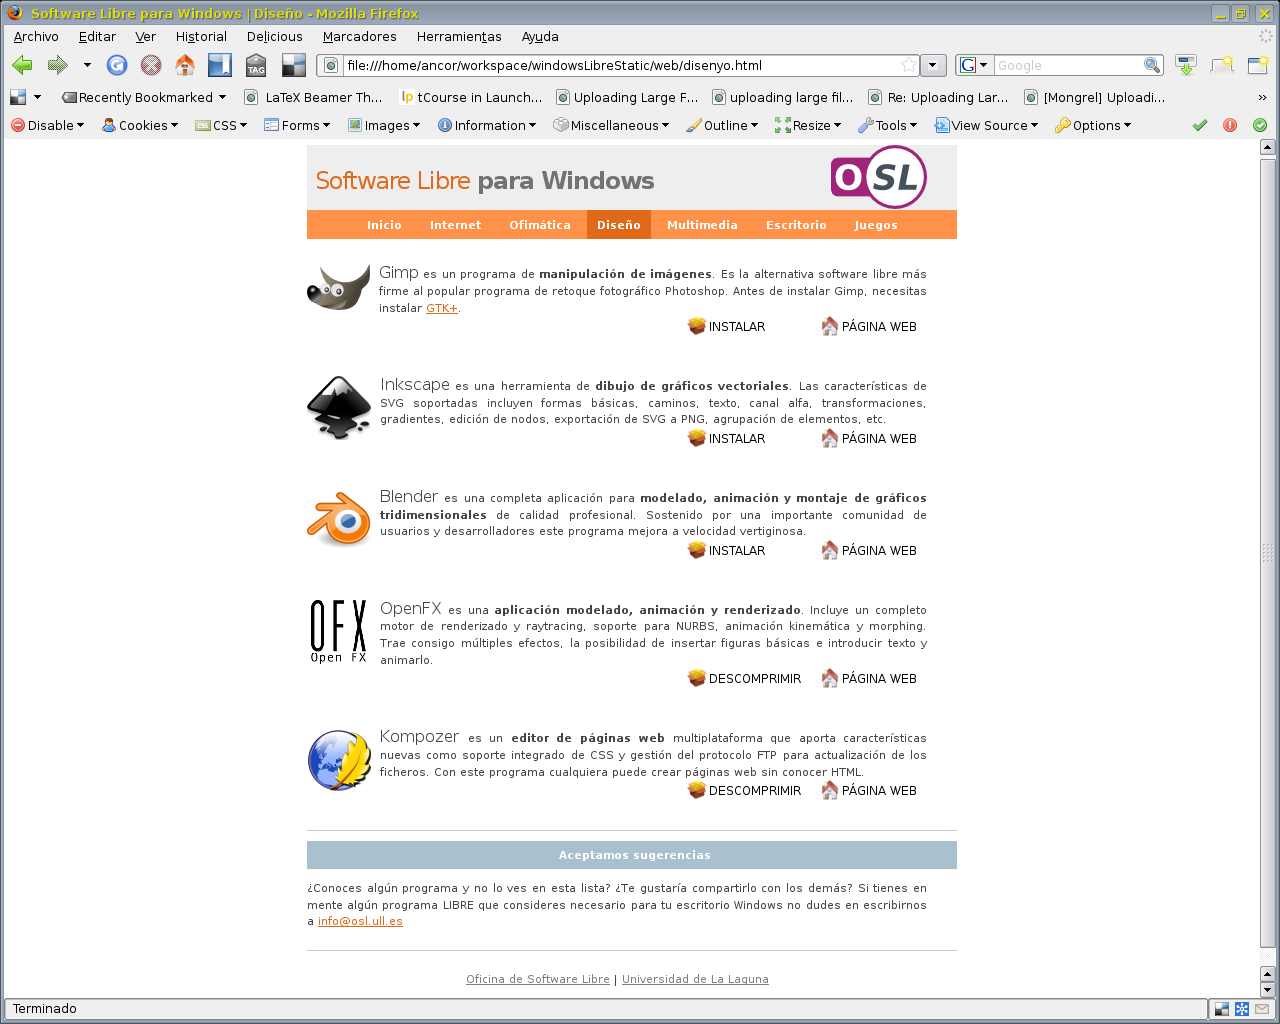 Software Libre para Windows | Diseño - Mozilla Firefox
Archivo Editar Ver Historial Delicious Marcadores Herramientas Ayuda
TAG file:///home/ancor/workspace/windowsLibreStatic/web/disenyo.html G Google
Recently Bookmarked LaTeX Beamer Th... lp tCourse in Launch... Uploading Large F... uploading large fil... Re: Uploading Lar... [Mongrel] Uploadi... »
Disable Cookies CSS Forms Images Information Miscellaneous Outline Resize Tools View Source Options
Software Libre para Windows OSL
Inicio Internet Ofimática Diseño Multimedia Escritorio Juegos
Gimp es un programa de manipulación de imágenes. Es la alternativa software libre más
firme al popular programa de retoque fotográfico Photoshop. Antes de instalar Gimp, necesitas
instalar GTK+.
INSTALAR PÁGINA WEB
Inkscape es una herramienta de dibujo de gráficos vectoriales. Las características de
SVG soportadas incluyen formas básicas, caminos, texto, canal alfa, transformaciones,
gradientes, edición de nodos, exportación de SVG a PNG, agrupación de elementos, etc.
INSTALAR PÁGINA WEB
Blender es una completa aplicación para modelado, animación y montaje de gráficos
tridimensionales de calidad profesional. Sostenido por una importante comunidad de
usuarios y desarrolladores este programa mejora a velocidad vertiginosa.
INSTALAR PÁGINA WEB
OFX
Open FX
OpenFX es una aplicación modelado, animación y renderizado. Incluye un completo
motor de renderizado y raytracing, soporte para NURBS, animación kinemática y morphing.
Trae consigo múltiples efectos, la posibilidad de insertar figuras básicas e introducir texto y
animarlo.
DESCOMPRIMIR PÁGINA WEB
Kompozer es un editor de páginas web multiplataforma que aporta características
nuevas como soporte integrado de CSS y gestión del protocolo FTP para actualización de los
ficheros. Con este programa cualquiera puede crear páginas web sin conocer HTML.
DESCOMPRIMIR PÁGINA WEB
Aceptamos sugerencias
¿Conoces algún programa y no lo ves en esta lista? ¿Te gustaría compartirlo con los demás? Si tienes en
mente algún programa LIBRE que consideres necesario para tu escritorio Windows no dudes en escribirnos
a info@osl.ull.es
Oficina de Software Libre | Universidad de La Laguna
Terminado